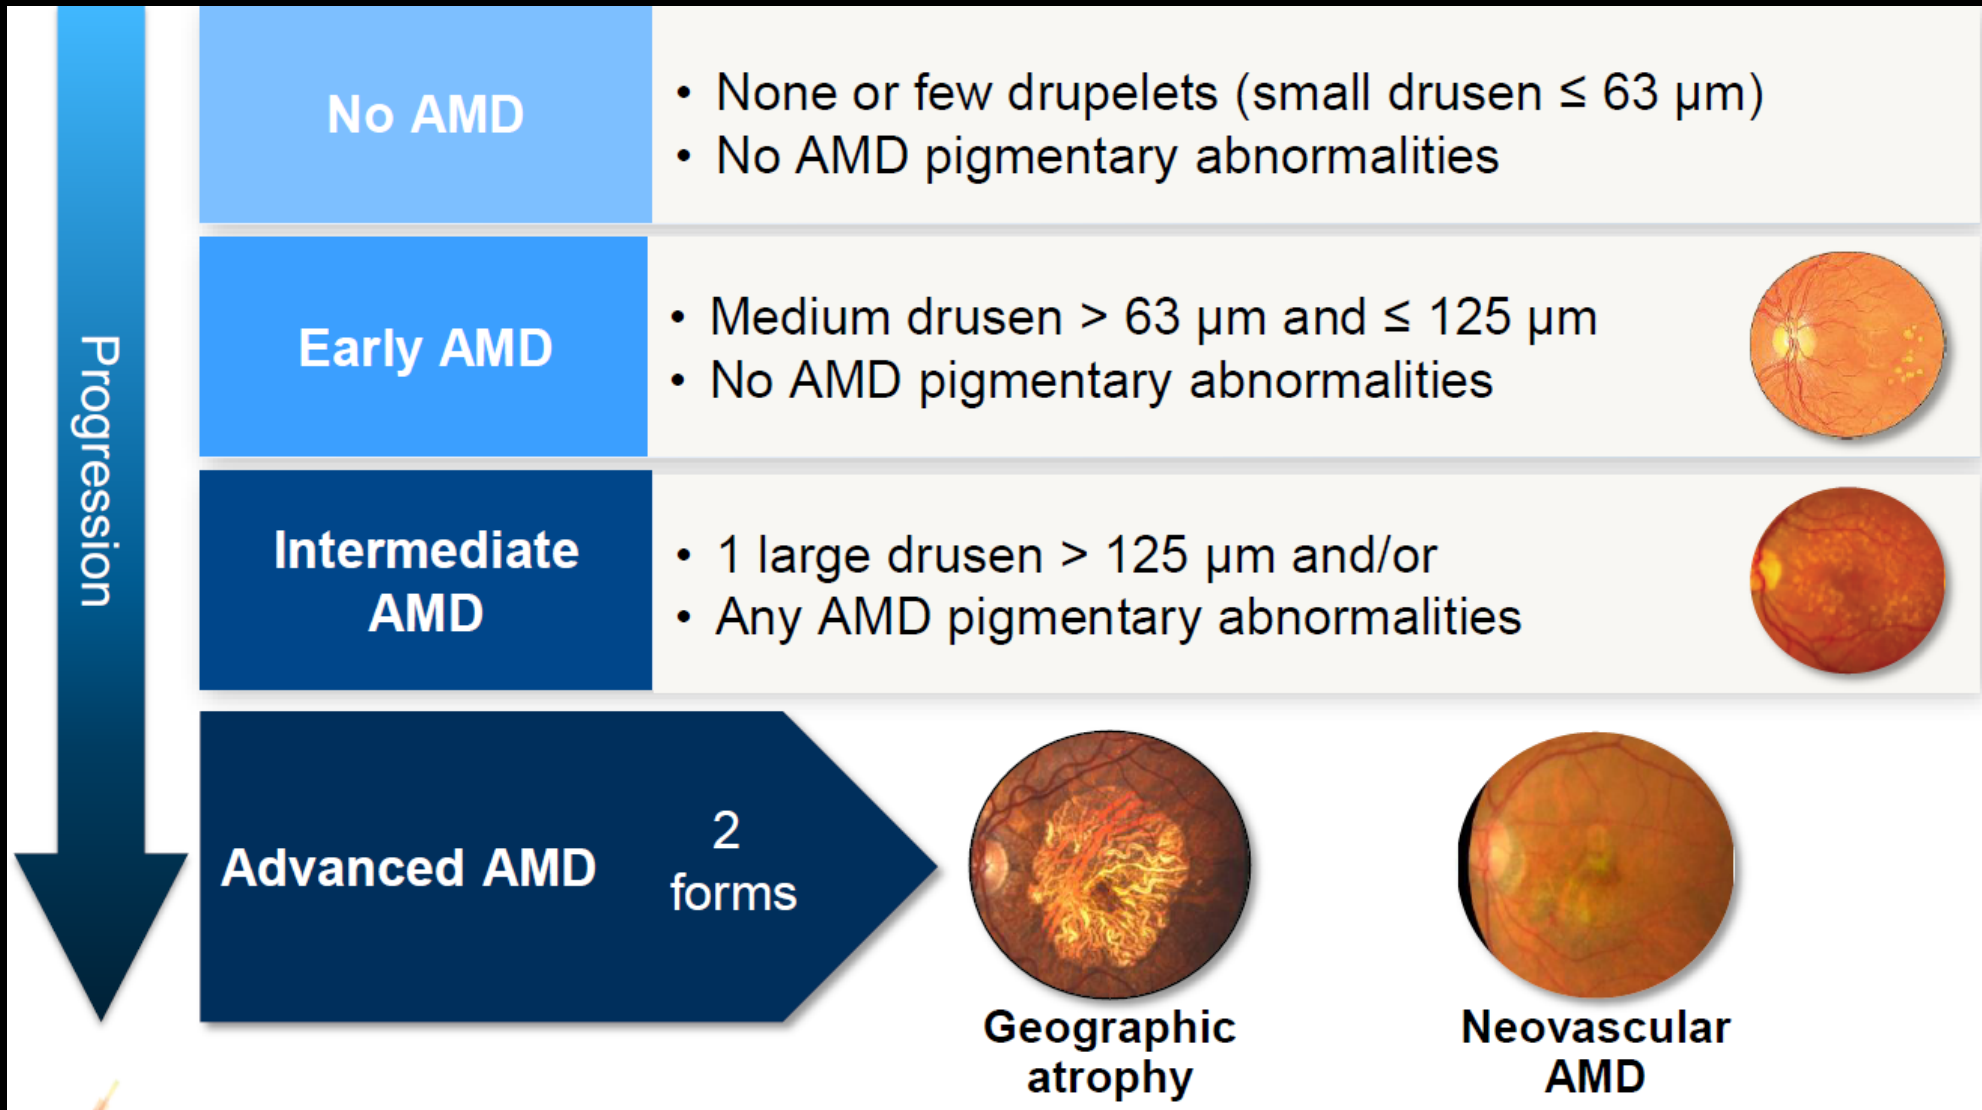 Progression
No AMD
• None or few drupelets (small drusen ≤ 63 µm)
• No AMD pigmentary abnormalities
Early AMD
• Medium drusen > 63 µm and ≤ 125 µm
• No AMD pigmentary abnormalities
Intermediate
AMD
• 1 large drusen > 125 µm and/or
• Any AMD pigmentary abnormalities
Advanced AMD
2
forms
Geographic
atrophy
Neovascular
AMD